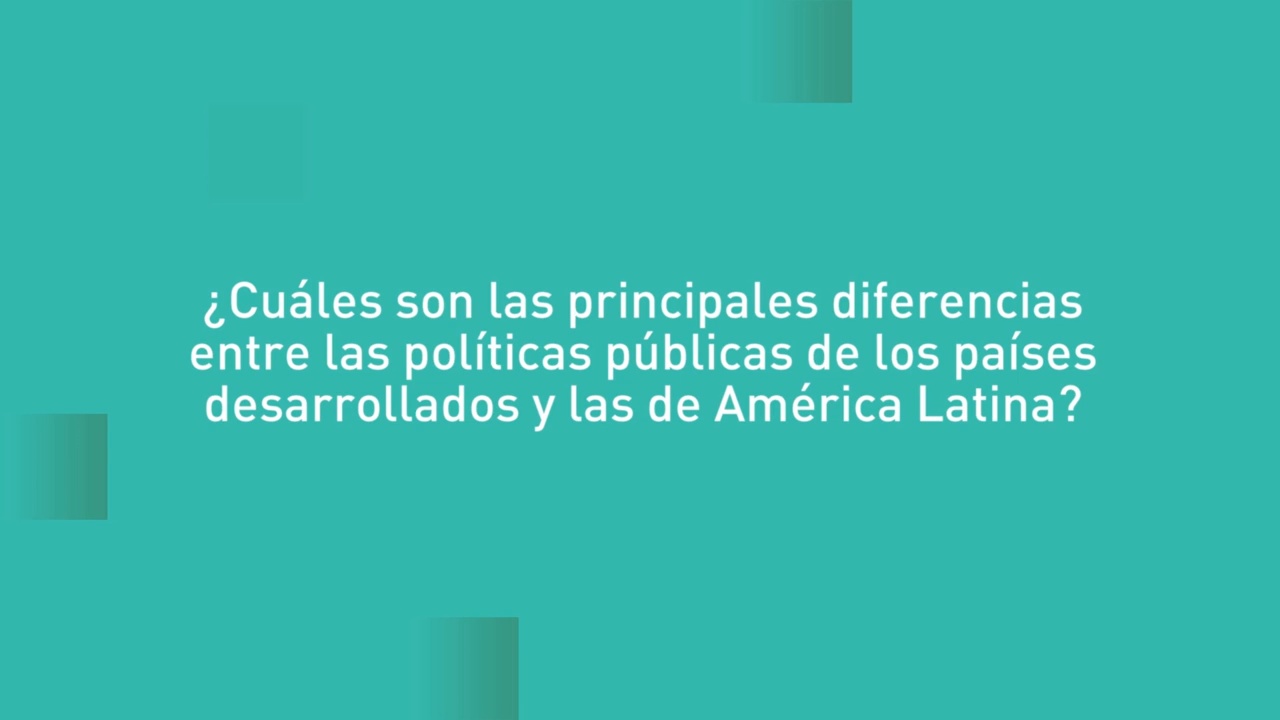 ¿Cuáles son las principales diferencias
entre las políticas públicas de los países
desarrollados y las de América Latina?